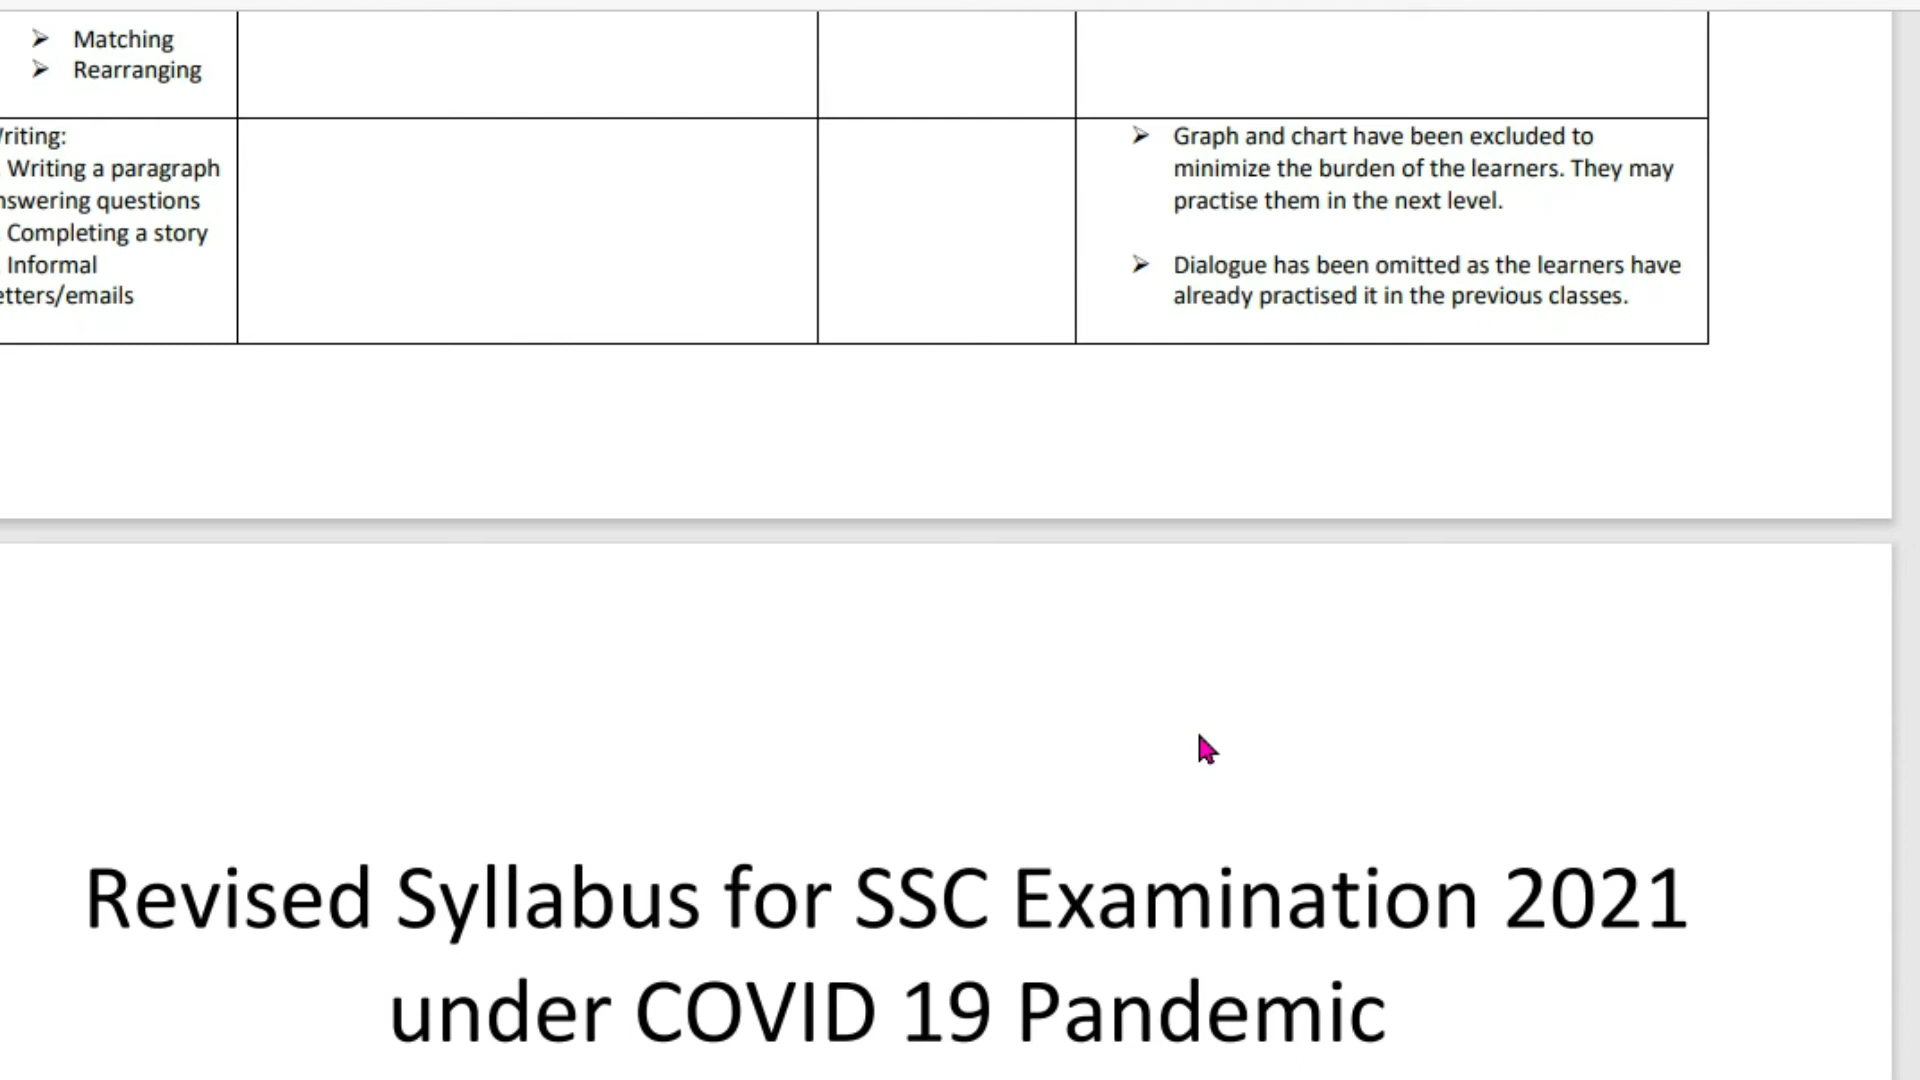 ➢ Matching
➢ Rearranging
riting:
Writing a paragraph
nswering questions
Completing a story
Informal
etters/emails
➢ Graph and chart have been excluded to
minimize the burden of the learners. They may
practise them in the next level.
➢ Dialogue has been omitted as the learners have
already practised it in the previous classes.
Revised Syllabus for SSC Examination 2021
under COVID 19 Pandemic